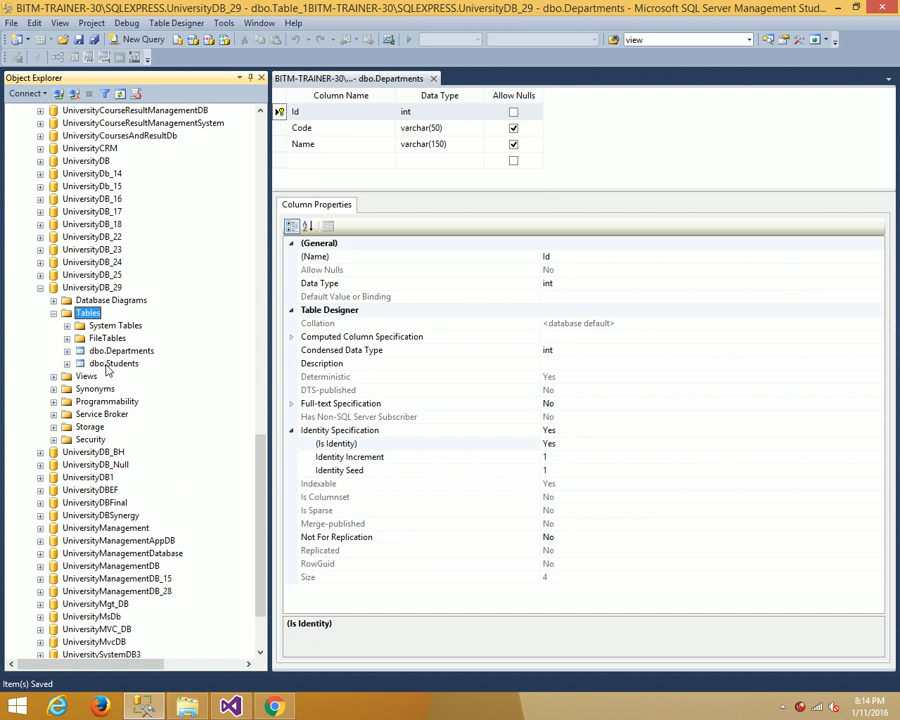 BITM-TRAINER-30\SQLEXPRESS.UniversityDB_29 - dbo.Table_1BITM-TRAINER-30\SQLEXPRESS.UniversityDB_29 - dbo.Departments - Microsoft SQL Server Management Stud...
File Edit View Project Debug Table Designer Tools Window Help
New Query view
Object Explorer
Connect
UniversityCourseResultManagementDB
UniversityCourseResultManagementSystem
UniversityCoursesAndResultDb
UniversityCRM
UniversityDB
UniversityDb_14
UniversityDb_15
UniversityDB_16
UniversityDB_17
UniversityDB_18
UniversityDB_22
UniversityDB_23
UniversityDB_24
UniversityDB_25
UniversityDB_29
Database Diagrams
Tables
System Tables
FileTables
dbo.Departments
dbo.Students
Views
Synonyms
Programmability
Service Broker
Storage
Security
UniversityDB_BH
UniversityDB_Null
UniversityDB1
UniversityDBEF
UniversityDBFinal
UniversityDBSynergy
UniversityManagement
UniversityManagementAppDB
UniversityManagementDatabase
UniversityManagementDB
UniversityManagementDB_15
UniversityManagementDB_28
UniversityMgt_DB
UniversityMsDb
UniversityMVC_DB
UniversityMvcDB
UniversitySystemDB3
BITM-TRAINER-30\...- dbo.Departments
Column Name Data Type Allow Nulls
Id int
Code varchar(50)
Name varchar(150)
Column Properties
(General)
(Name) Id
Allow Nulls No
Data Type int
Default Value or Binding
Table Designer
Collation <database default>
Computed Column Specification
Condensed Data Type int
Description
Deterministic Yes
DTS-published No
Full-text Specification No
Has Non-SQL Server Subscriber No
Identity Specification Yes
(Is Identity) Yes
Identity Increment 1
Identity Seed 1
Indexable Yes
Is Columnset No
Is Sparse No
Merge-published No
Not For Replication No
Replicated No
RowGuid No
Size 4
(Is Identity)
Item(s) Saved
8:14 PM
1/11/2016